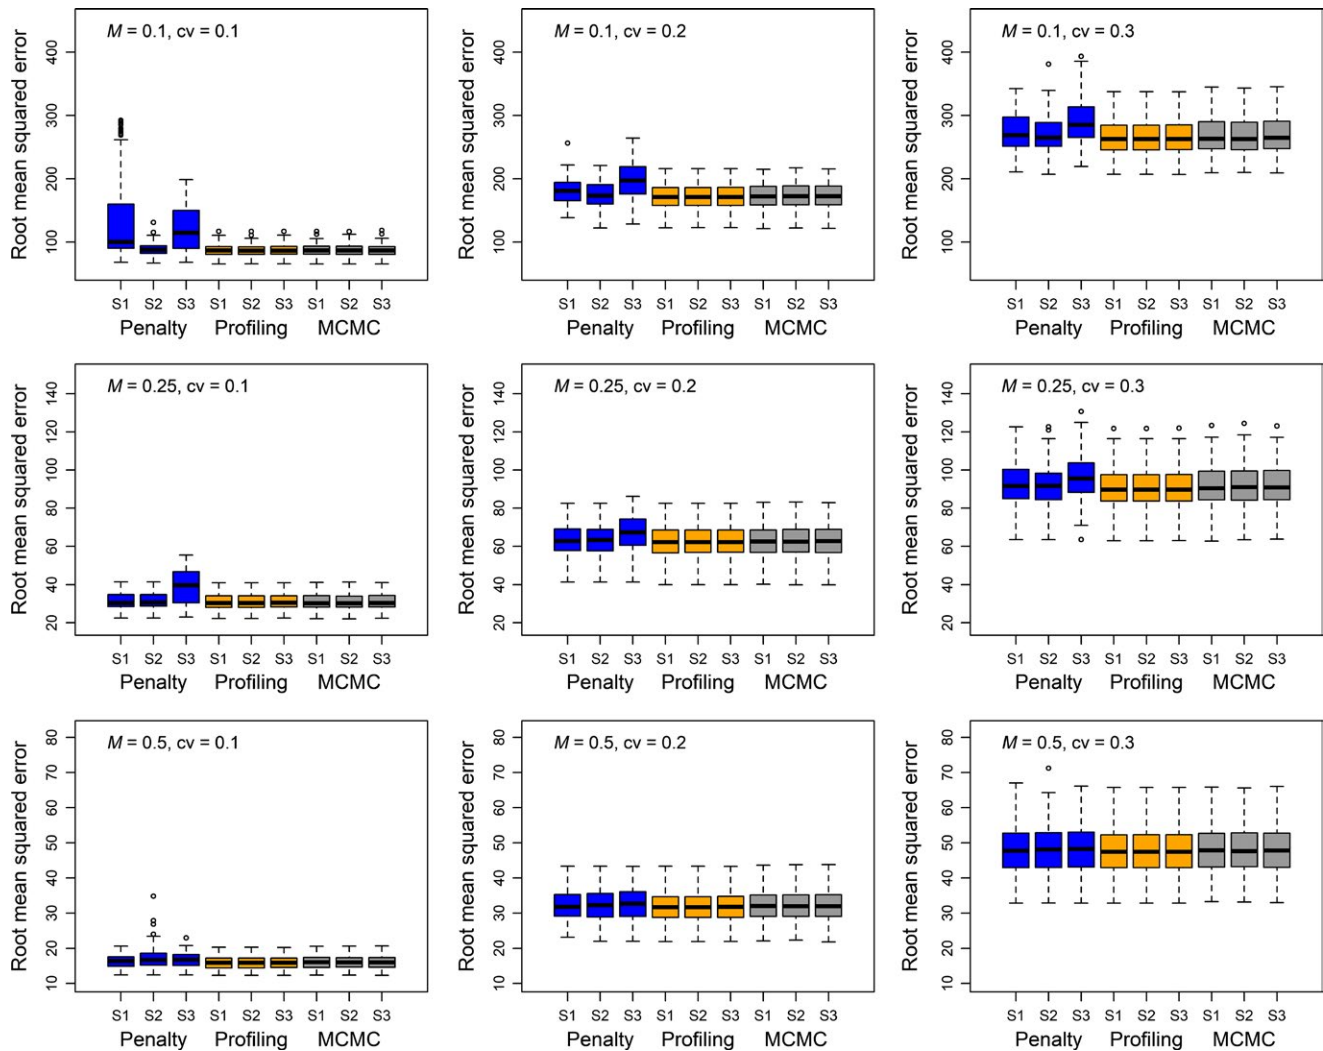 M = 0.1, cv = 0.1
Root mean squared error
400
300
200
100
S1 S2 S3 S1 S2 S3 S1 S2 S3
Penalty Profiling MCMC
M = 0.1, cv = 0.2
Root mean squared error
400
300
200
100
S1 S2 S3 S1 S2 S3 S1 S2 S3
Penalty Profiling MCMC
M = 0.1, cv = 0.3
Root mean squared error
400
300
200
100
S1 S2 S3 S1 S2 S3 S1 S2 S3
Penalty Profiling MCMC
M = 0.25, cv = 0.1
Root mean squared error
140
120
100
80
60
40
20
S1 S2 S3 S1 S2 S3 S1 S2 S3
Penalty Profiling MCMC
M = 0.25, cv = 0.2
Root mean squared error
140
120
100
80
60
40
20
S1 S2 S3 S1 S2 S3 S1 S2 S3
Penalty Profiling MCMC
M = 0.25, cv = 0.3
Root mean squared error
140
120
100
80
60
40
20
S1 S2 S3 S1 S2 S3 S1 S2 S3
Penalty Profiling MCMC
M = 0.5, cv = 0.1
Root mean squared error
80
70
60
50
40
30
20
10
S1 S2 S3 S1 S2 S3 S1 S2 S3
Penalty Profiling MCMC
M = 0.5, cv = 0.2
Root mean squared error
80
70
60
50
40
30
20
10
S1 S2 S3 S1 S2 S3 S1 S2 S3
Penalty Profiling MCMC
M = 0.5, cv = 0.3
Root mean squared error
80
70
60
50
40
30
20
10
S1 S2 S3 S1 S2 S3 S1 S2 S3
Penalty Profiling MCMC